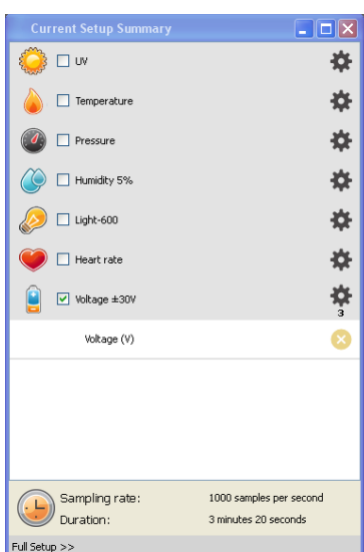 Current Setup Summary
UV
Temperature
Pressure
Humidity 5%
Light-600
Heart rate
Voltage ±30V
3
Voltage (V)
Sampling rate: 1000 samples per second
Duration: 3 minutes 20 seconds
Full Setup >>